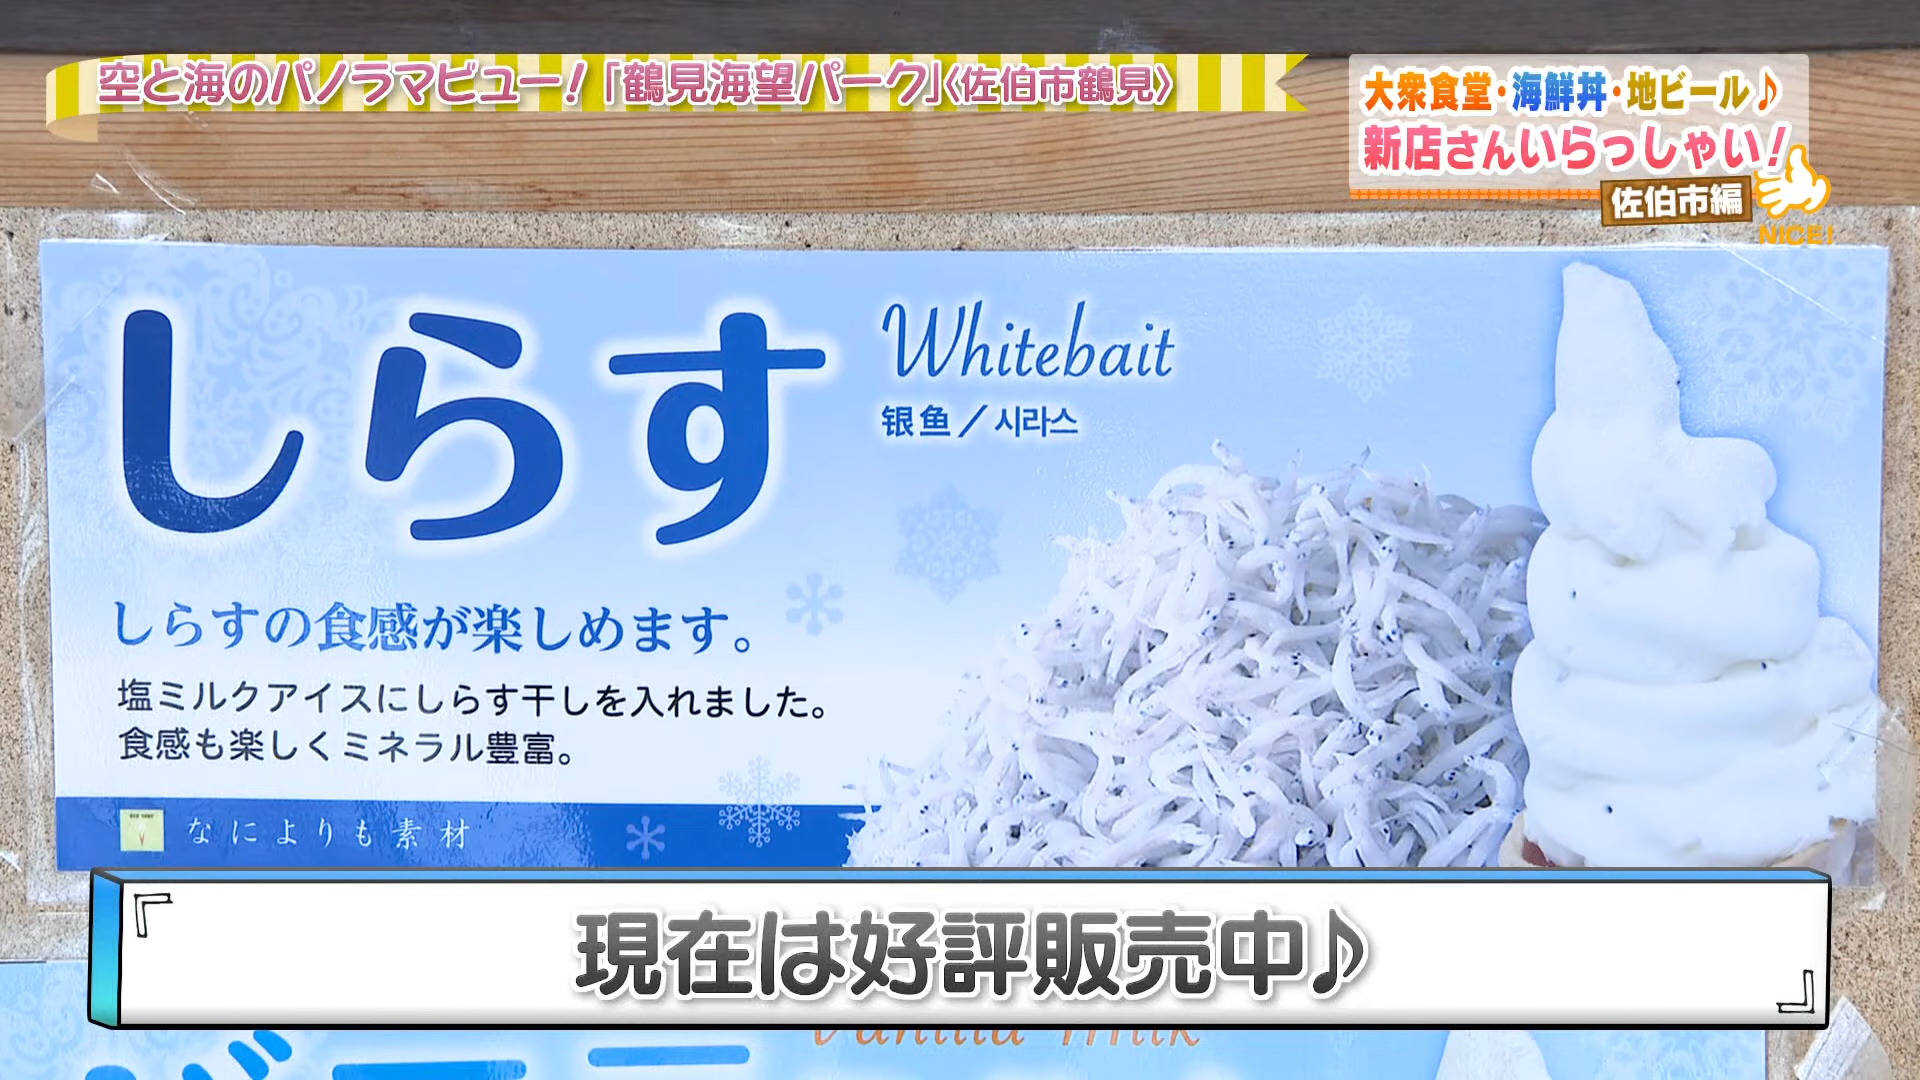 空と海のパノラマビュー!「鶴見海望パーク」〈佐伯市鶴見〉
大衆食堂・海鮮丼・地ビール♪
新店さんいらっしゃい!
佐伯市編
NICE!
しらす
Whitebait
银鱼／시라스
しらすの食感が楽しめます。
塩ミルクアイスにしらす干しを入れました。
食感も楽しくミネラル豊富。
なによりも素材
『現在は好評販売中♪』
Vanilla milk